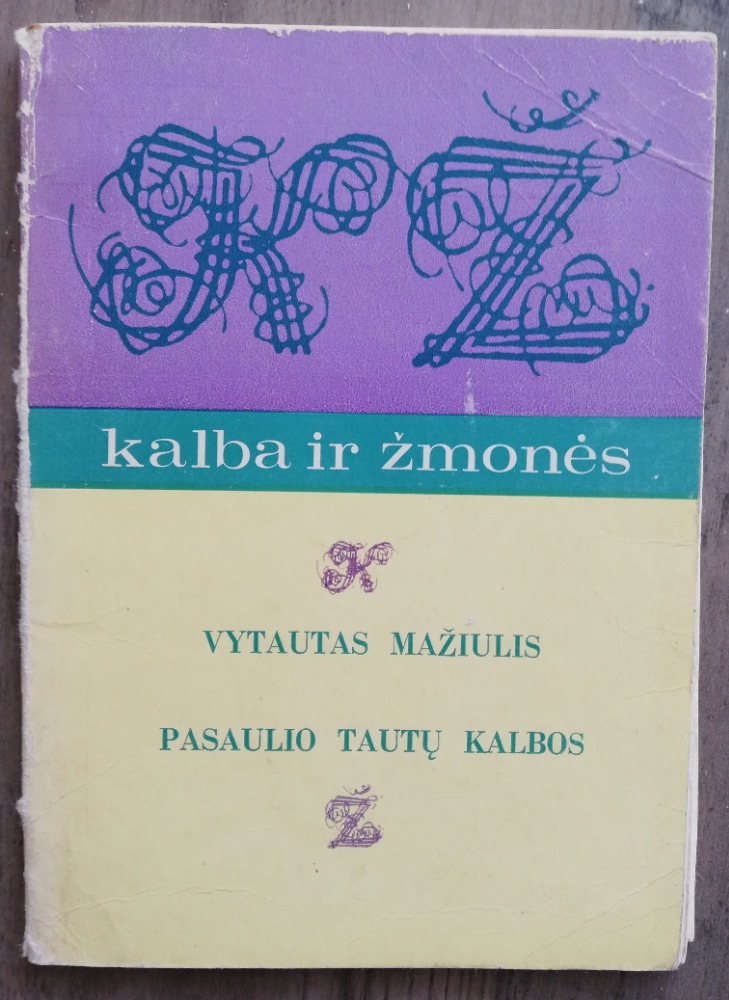 K Ž
kalba ir žmonės
K
VYTAUTAS MAŽIULIS
PASAULIO TAUTŲ KALBOS
Ž